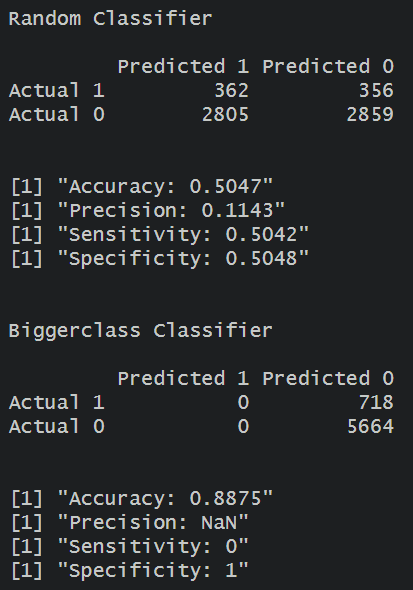 Random Classifier
Predicted 1 Predicted 0
Actual 1 362 356
Actual 0 2805 2859
[1] "Accuracy: 0.5047"
[1] "Precision: 0.1143"
[1] "Sensitivity: 0.5042"
[1] "Specificity: 0.5048"
Biggerclass Classifier
Predicted 1 Predicted 0
Actual 1 0 718
Actual 0 0 5664
[1] "Accuracy: 0.8875"
[1] "Precision: NaN"
[1] "Sensitivity: 0"
[1] "Specificity: 1"